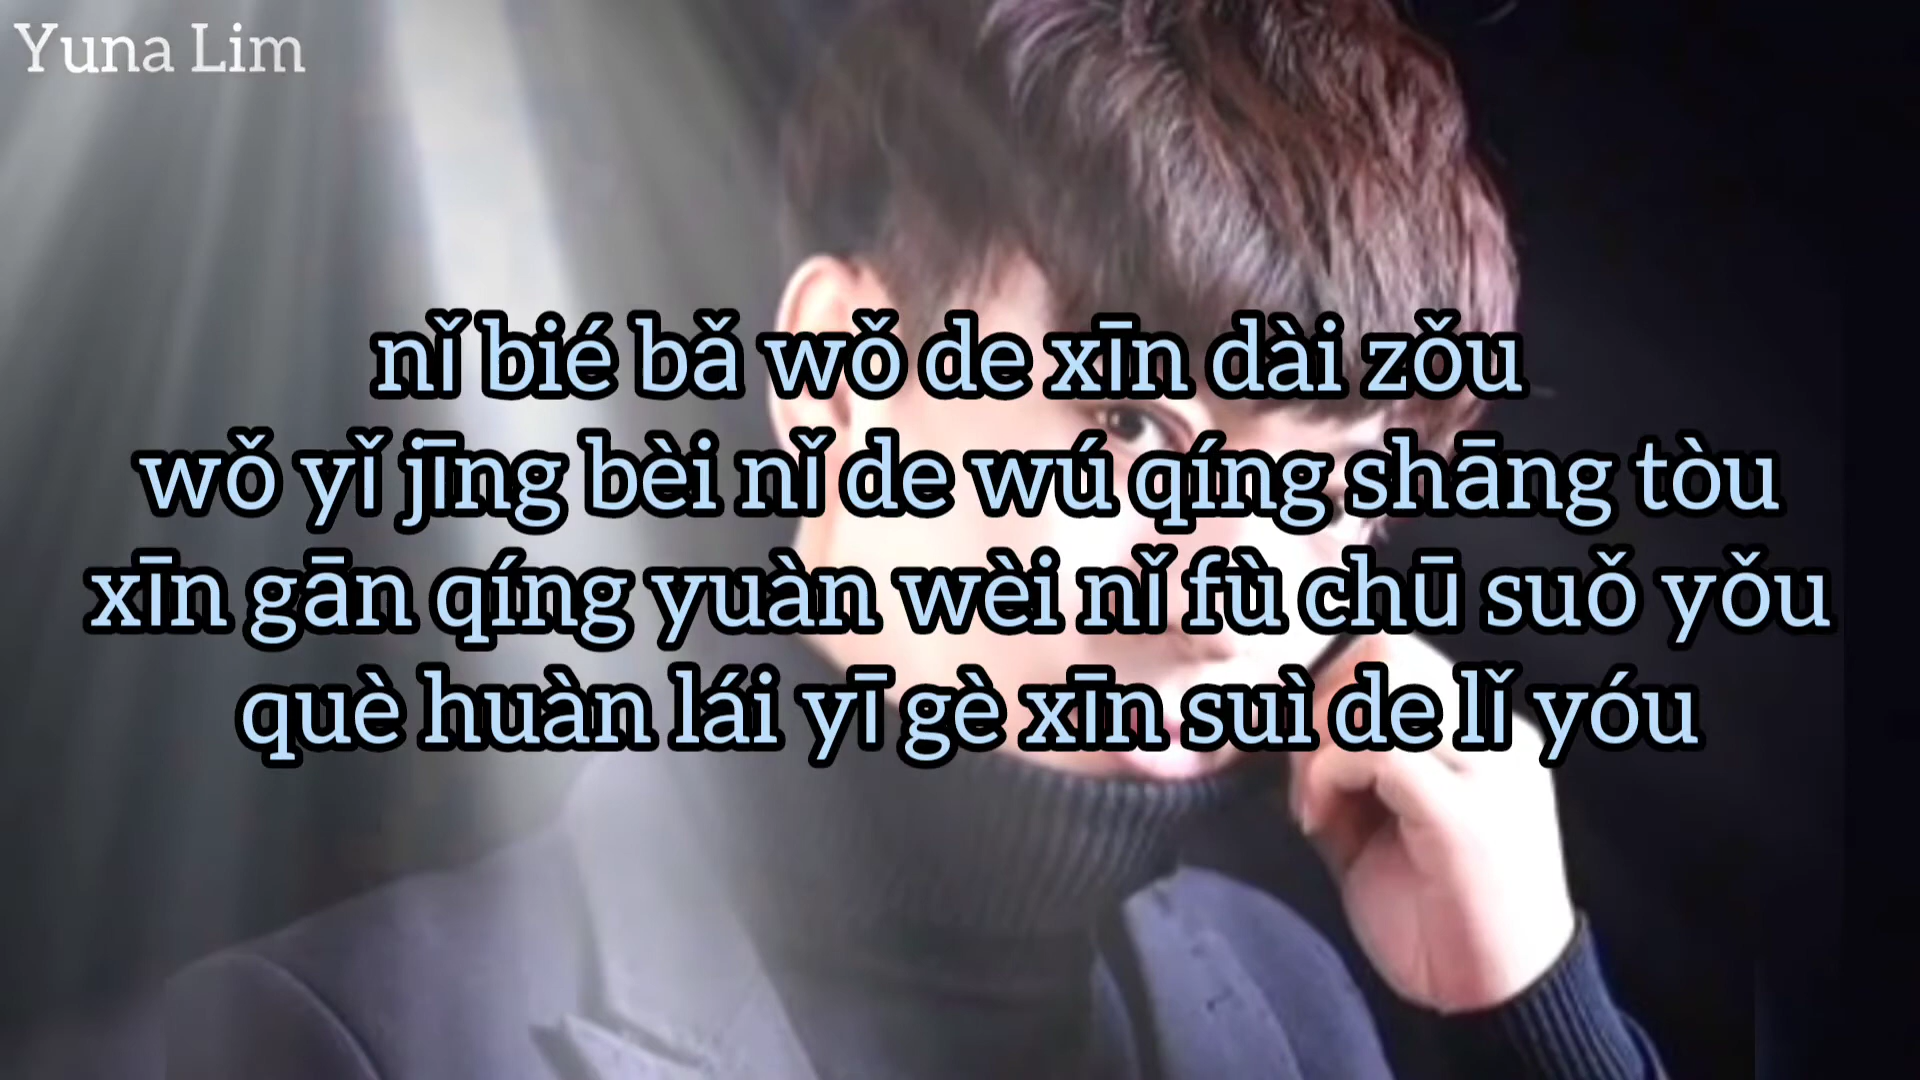 Yuna Lim
nǐ bié bǎ wǒ de xīn dài zǒu
wǒ yǐ jīng bèi nǐ de wú qíng shāng tòu
xīn gān qíng yuàn wèi nǐ fù chū suǒ yǒu
què huàn lái yī gè xīn suì de lǐ yóu